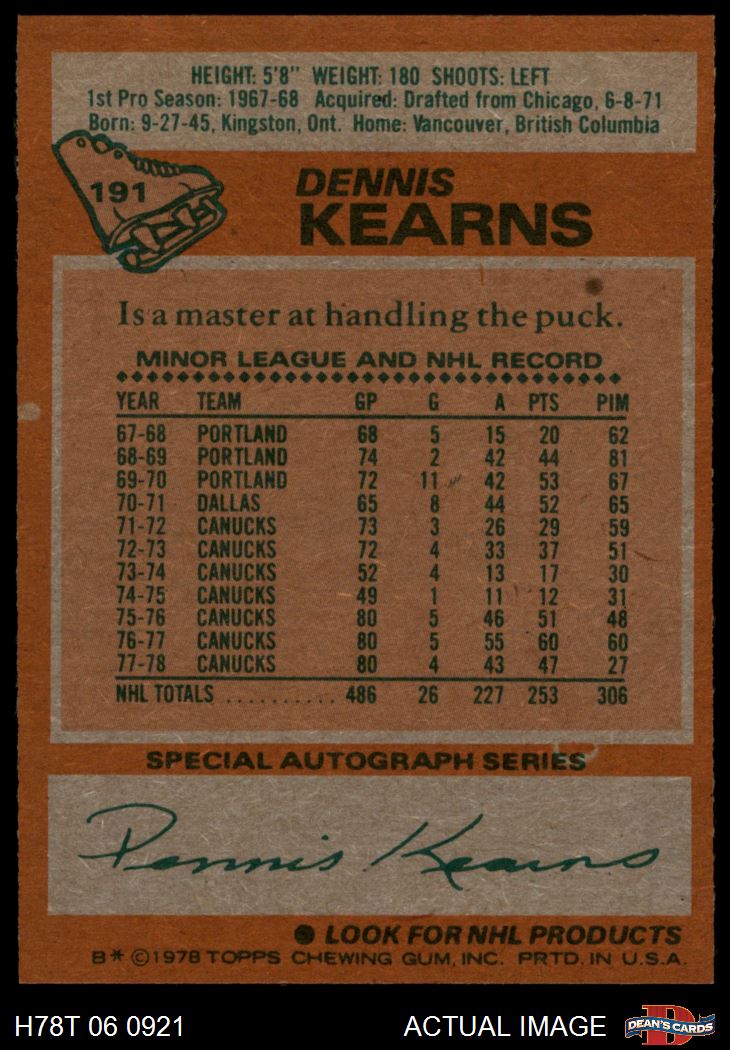 HEIGHT: 5'8" WEIGHT: 180 SHOOTS: LEFT
1st Pro Season: 1967-68 Acquired: Drafted from Chicago, 6-8-71
Born: 9-27-45, Kingston, Ont. Home: Vancouver, British Columbia
191
DENNIS
KEARNS
Is a master at handling the puck.
MINOR LEAGUE AND NHL RECORD
YEAR TEAM GP G A PTS PIM
67-68 PORTLAND 68 5 15 20 62
68-69 PORTLAND 74 2 42 44 81
69-70 PORTLAND 72 11 42 53 67
70-71 DALLAS 65 8 44 52 65
71-72 CANUCKS 73 3 26 29 59
72-73 CANUCKS 72 4 33 37 51
73-74 CANUCKS 52 4 13 17 30
74-75 CANUCKS 49 1 11 12 31
75-76 CANUCKS 80 5 46 51 48
76-77 CANUCKS 80 5 55 60 60
77-78 CANUCKS 80 4 43 47 27
NHL TOTALS .......... 486 26 227 253 306
SPECIAL AUTOGRAPH SERIES
Dennis Kearns
● LOOK FOR NHL PRODUCTS
B* ©1978 TOPPS CHEWING GUM, INC. PRTD. IN U.S.A.
H78T 06 0921 ACTUAL IMAGE
D
DEAN'S CARDS